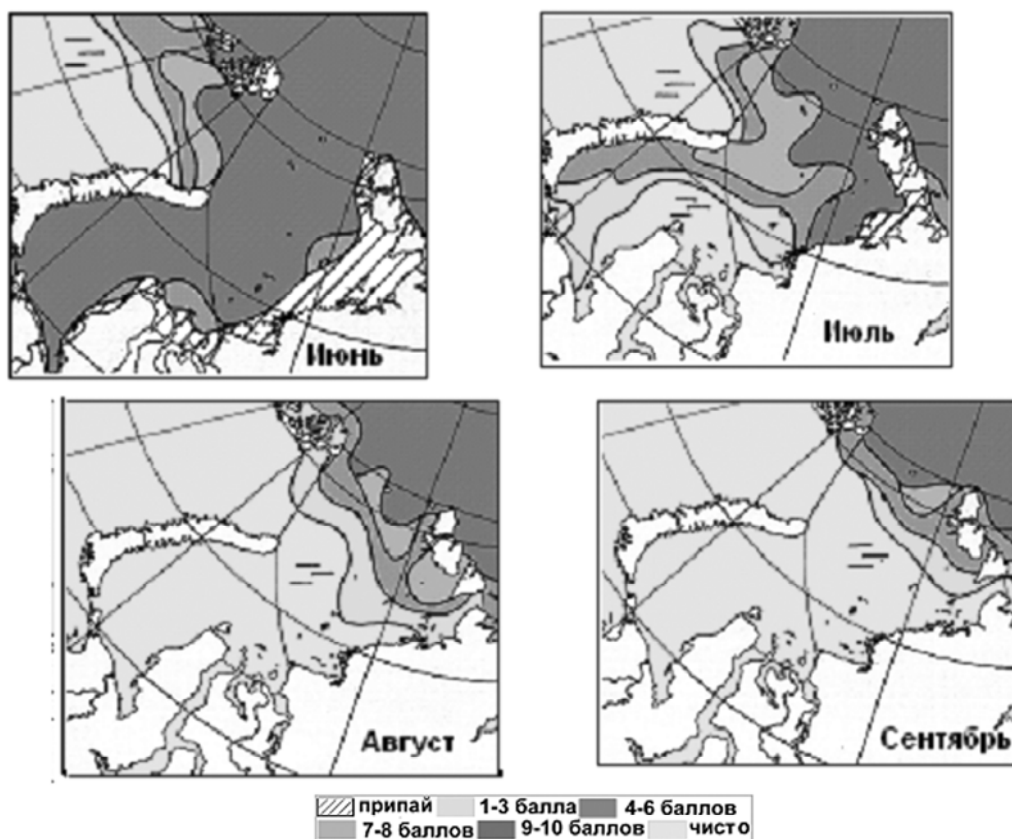 Июнь
Июль
Август
Сентябрь
припай 1-3 балла 4-6 баллов
7-8 баллов 9-10 баллов чисто